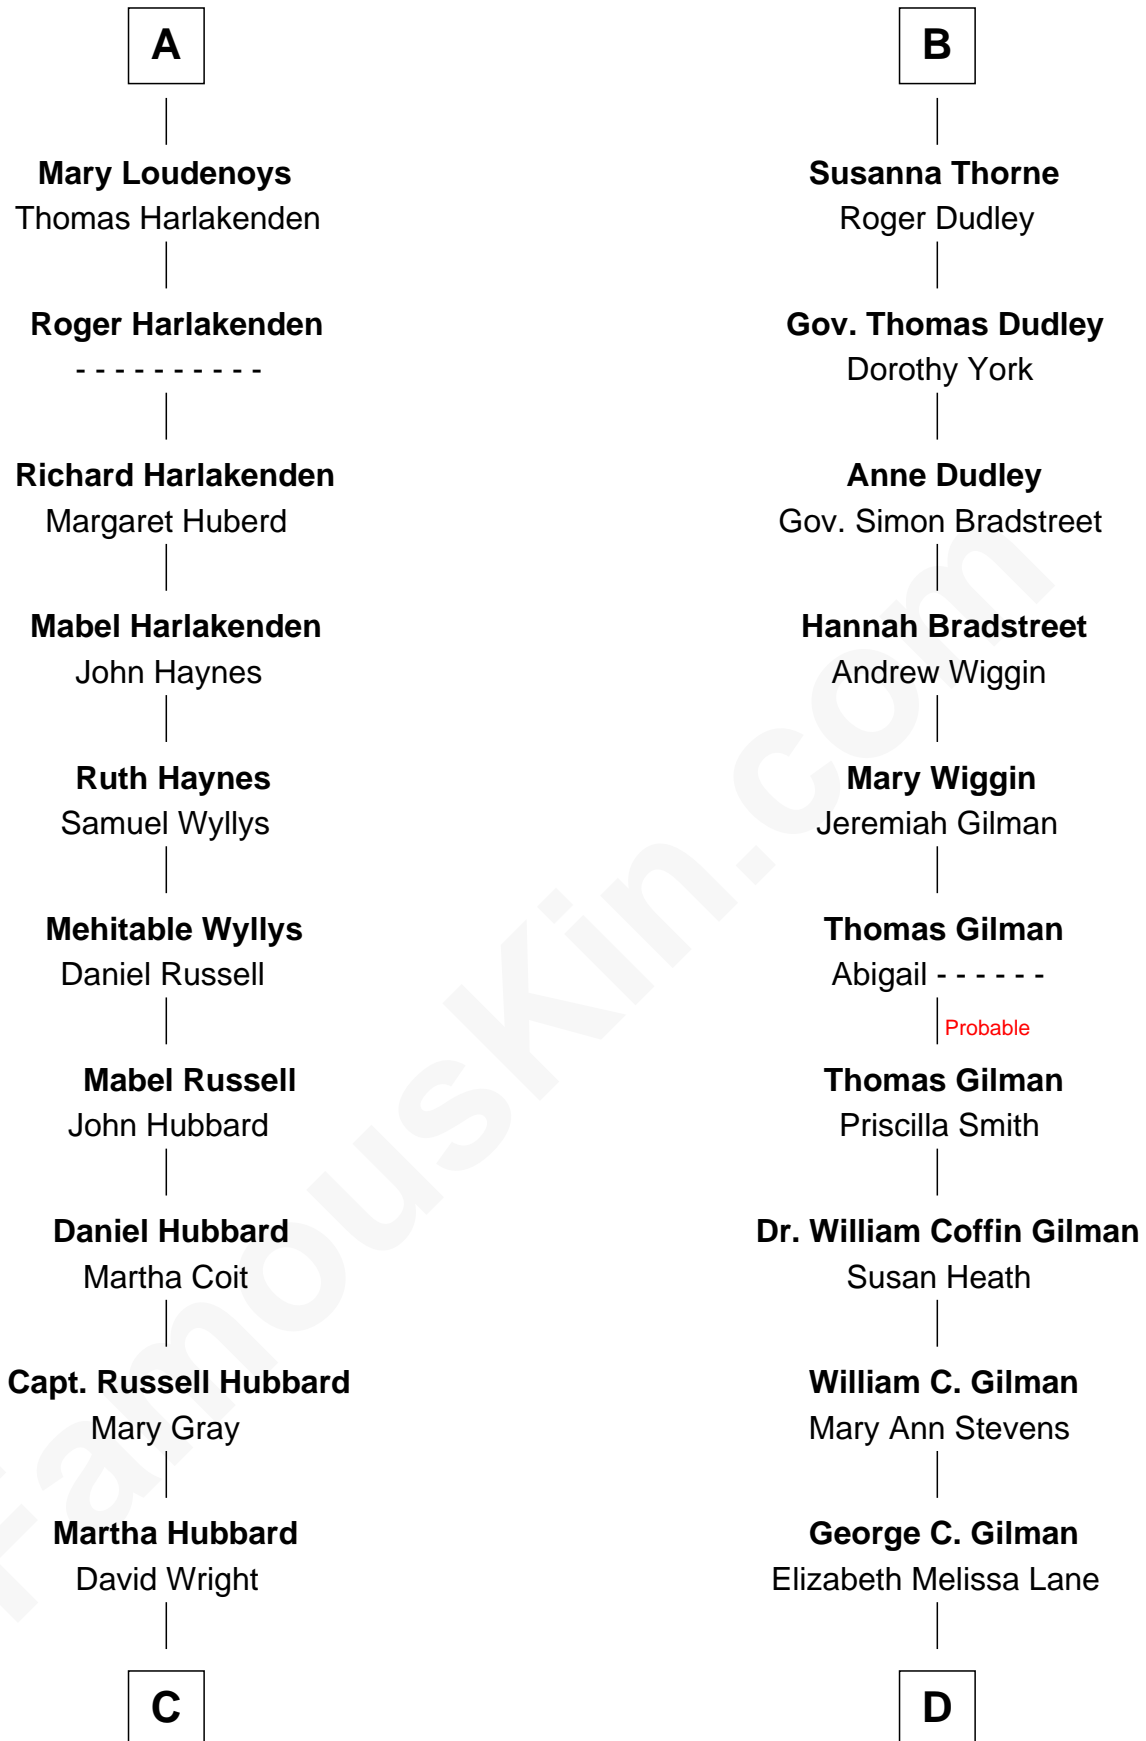 A
Mary Loudenoys
Thomas Harlakenden
Roger Harlakenden
- - - - - - - - - -
Richard Harlakenden
Margaret Huberd
Mabel Harlakenden
John Haynes
Ruth Haynes
Samuel Wyllys
Mehitable Wyllys
Daniel Russell
Mabel Russell
John Hubbard
Daniel Hubbard
Martha Coit
Capt. Russell Hubbard
Mary Gray
Martha Hubbard
David Wright
C
B
Susanna Thorne
Roger Dudley
Gov. Thomas Dudley
Dorothy York
Anne Dudley
Gov. Simon Bradstreet
Hannah Bradstreet
Andrew Wiggin
Mary Wiggin
Jeremiah Gilman
Thomas Gilman
Abigail - - - - - -
Probable
Thomas Gilman
Priscilla Smith
Dr. William Coffin Gilman
Susan Heath
William C. Gilman
Mary Ann Stevens
George C. Gilman
Elizabeth Melissa Lane
D
FamousKin.com